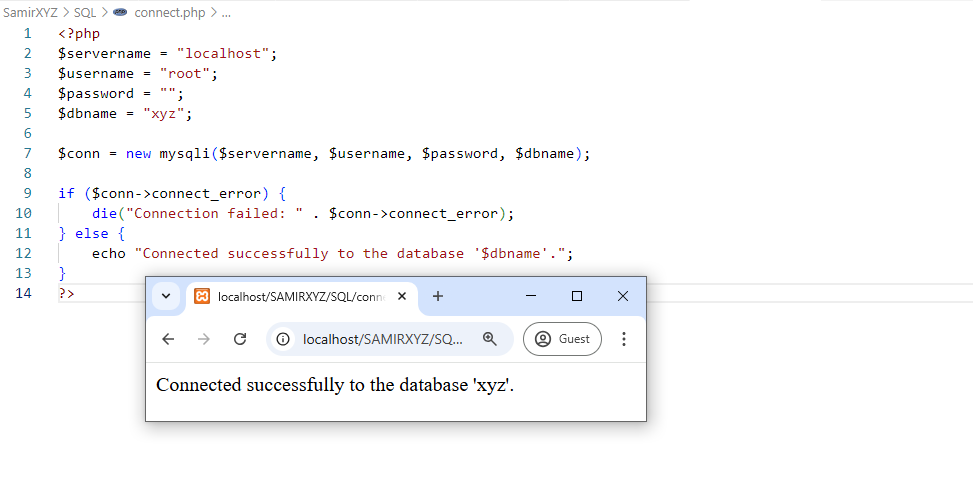 SamirXYZ > SQL > connect.php > ...
1 <?php
2 $servername = "localhost";
3 $username = "root";
4 $password = "";
5 $dbname = "xyz";
6
7 $conn = new mysqli($servername, $username, $password, $dbname);
8
9 if ($conn->connect_error) {
10     die("Connection failed: " . $conn->connect_error);
11 } else {
12     echo "Connected successfully to the database '$dbname'.";
13 }
14 ?>
localhost/SAMIRXYZ/SQL/conn
localhost/SAMIRXYZ/SQ...
Guest
Connected successfully to the database 'xyz'.